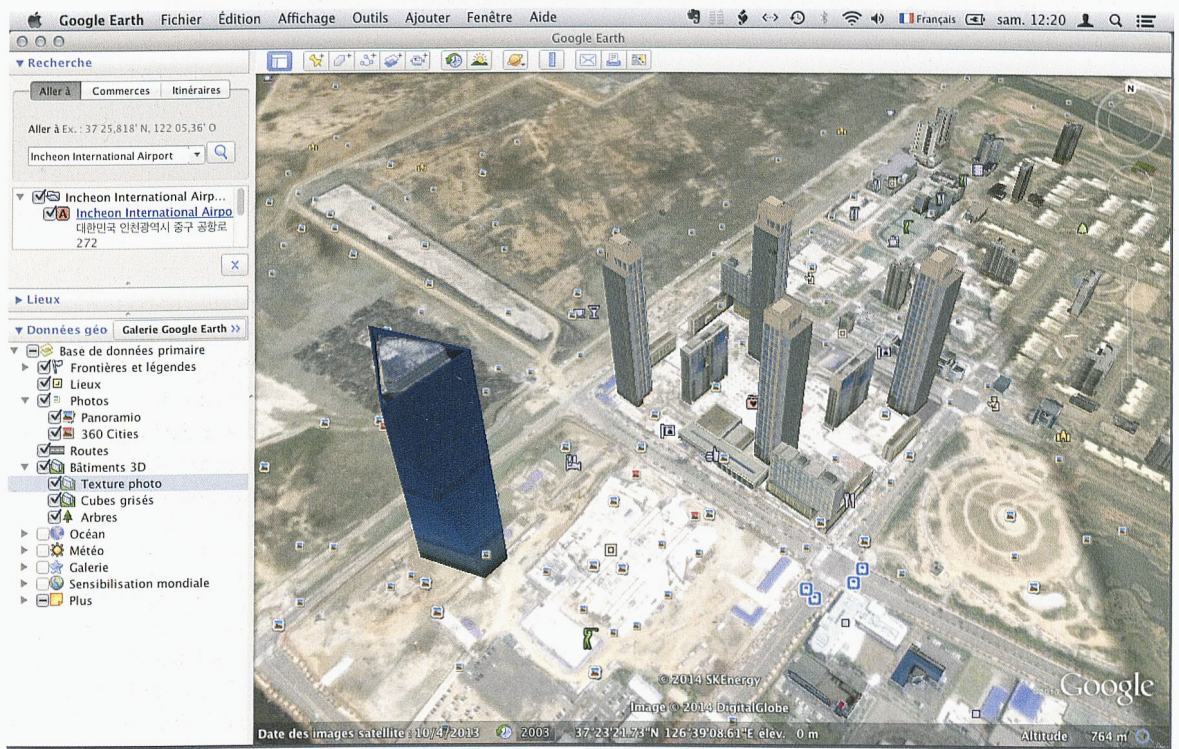 Google Earth Fichier Édition Affichage Outils Ajouter Fenêtre Aide Français sam. 12:20
Google Earth
Recherche
Aller à Commerces Itinéraires
Aller à Ex. : 37 25,818' N, 122 05,36' O
Incheon International Airport
Incheon International Airp...
A Incheon International Airpo
대한민국 인천광역시 중구 공항로
272
Lieux
Données géo Galerie Google Earth >>
Base de données primaire
Frontières et légendes
Lieux
Photos
Panoramio
360 Cities
Routes
Bâtiments 3D
Texture photo
Cubes grisés
Arbres
Océan
Météo
Galerie
Sensibilisation mondiale
Plus
N
© 2014 SKEnergy
Image © 2014 DigitalGlobe
Google
Date des images satellite : 10/4/2013 2003 37°23'21.73"N 126°39'08.61"E élév. 0 m Altitude 764 m